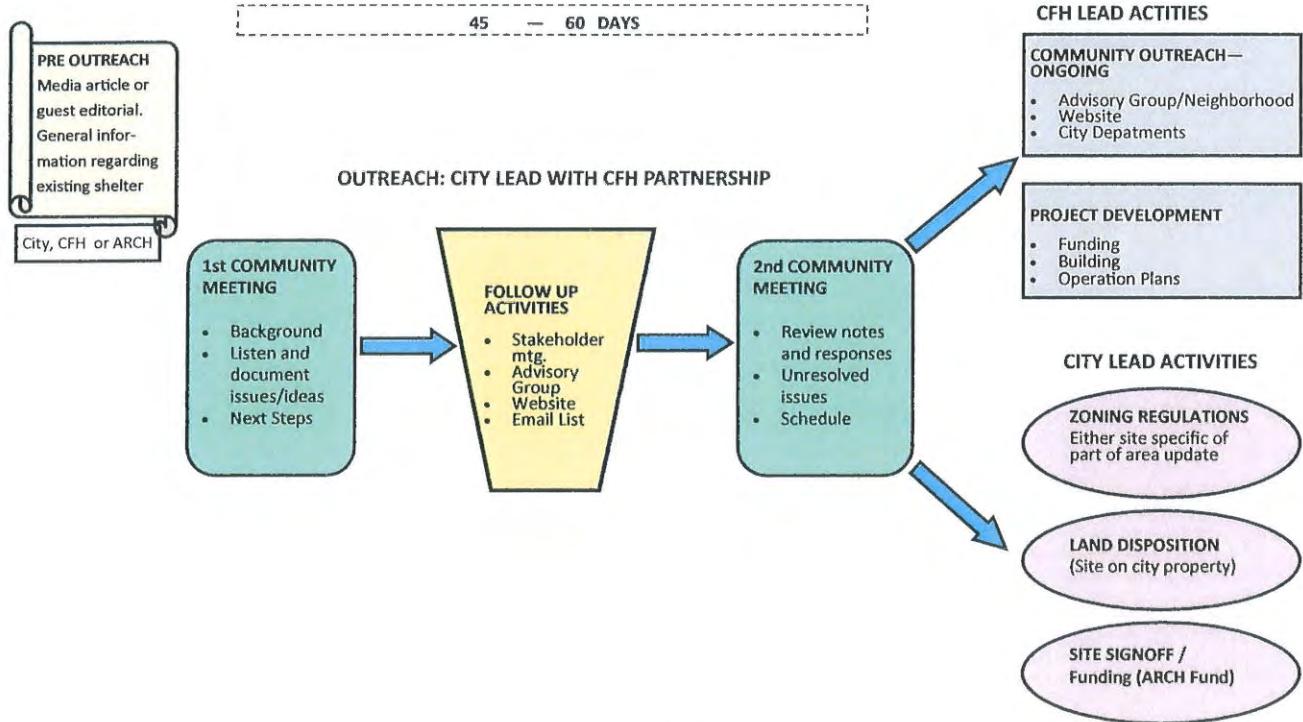 45 — 60 DAYS
PRE OUTREACH
Media article or
guest editorial.
General infor-
mation regarding
existing shelter
City, CFH or ARCH
OUTREACH: CITY LEAD WITH CFH PARTNERSHIP
1st COMMUNITY
MEETING
• Background
• Listen and
document
issues/ideas
• Next Steps
FOLLOW UP
ACTIVITIES
• Stakeholder
mtg.
• Advisory
Group
• Website
• Email List
2nd COMMUNITY
MEETING
• Review notes
and responses
• Unresolved
issues
• Schedule
CFH LEAD ACTITIES
COMMUNITY OUTREACH—
ONGOING
• Advisory Group/Neighborhood
• Website
• City Depatments
PROJECT DEVELOPMENT
• Funding
• Building
• Operation Plans
CITY LEAD ACTIVITIES
ZONING REGULATIONS
Either site specific of
part of area update
LAND DISPOSITION
(Site on city property)
SITE SIGNOFF /
Funding (ARCH Fund)